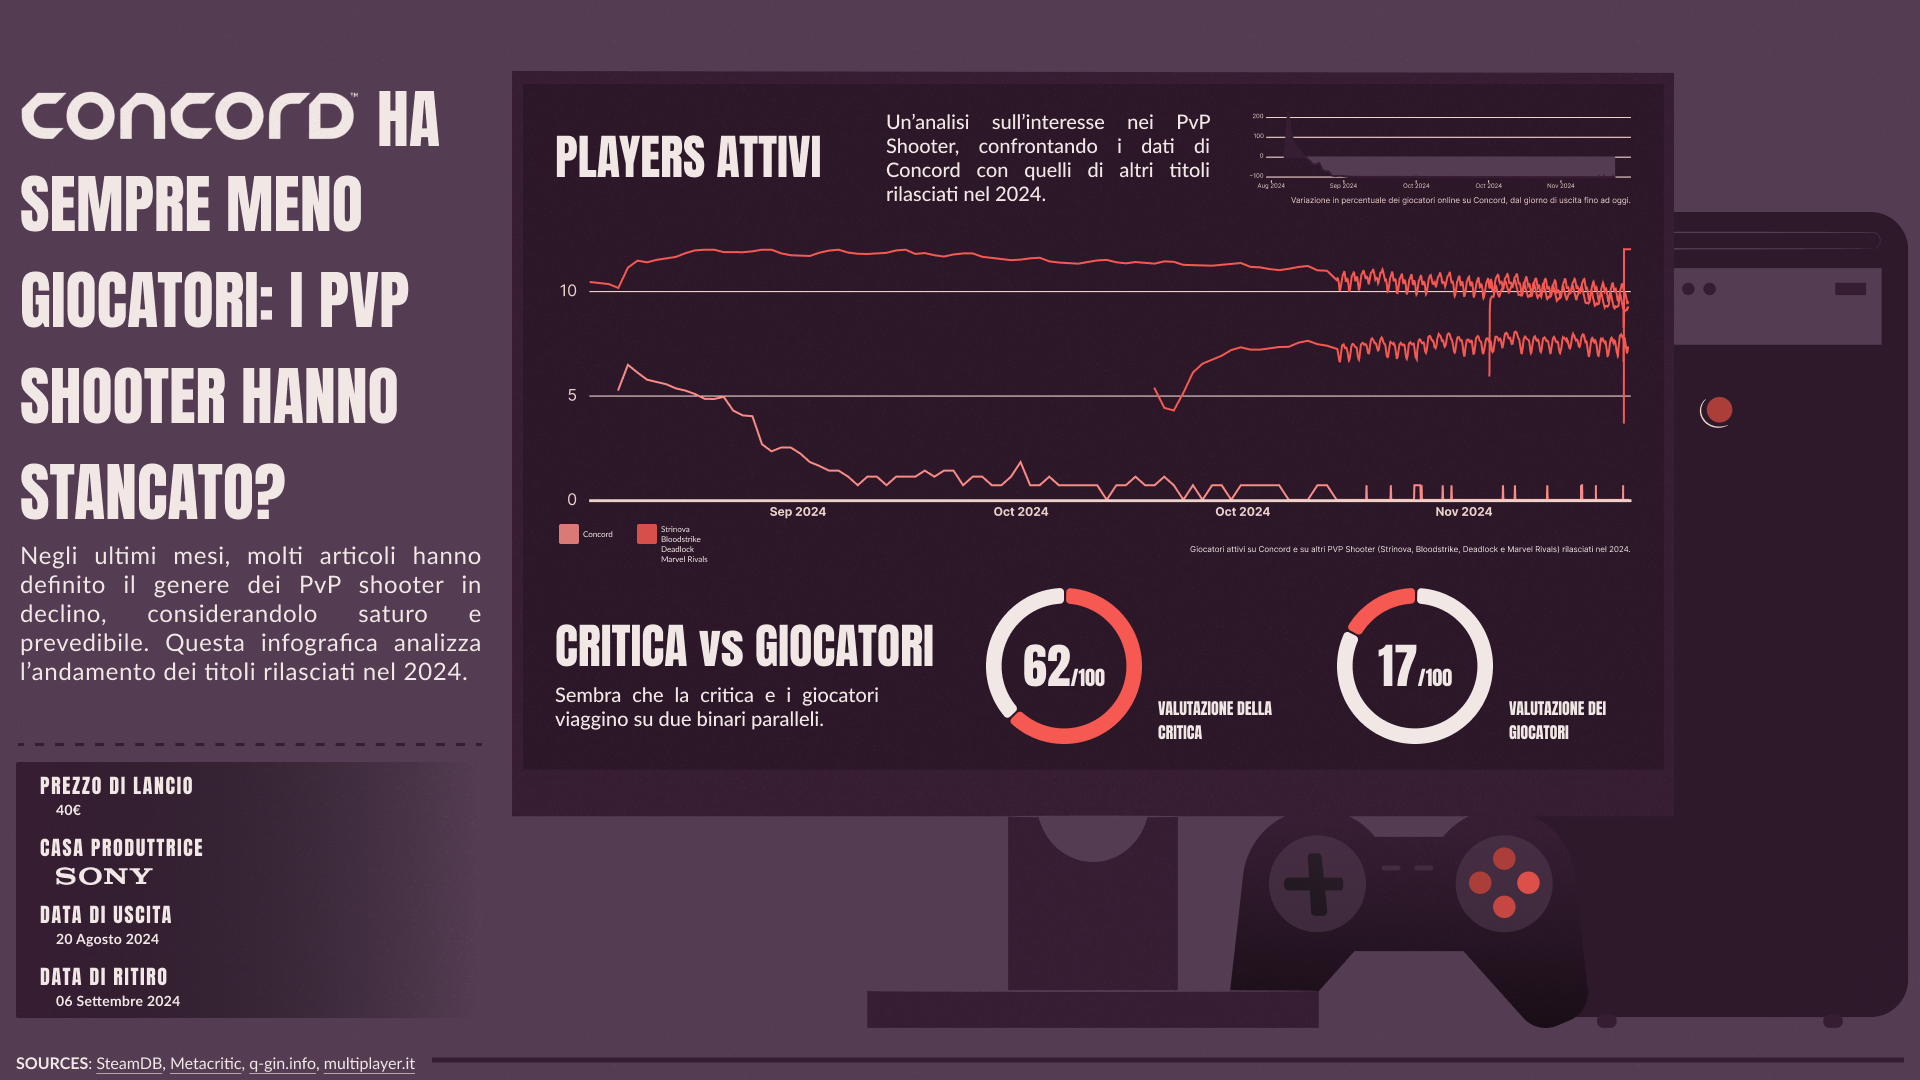 CONCORD™ HA
SEMPRE MENO
GIOCATORI: I PVP
SHOOTER HANNO
STANCATO?
Negli ultimi mesi, molti articoli hanno
definito il genere dei PvP shooter in
declino, considerandolo saturo e
prevedibile. Questa infografica analizza
l'andamento dei titoli rilasciati nel 2024.
PREZZO DI LANCIO
40€
CASA PRODUTTRICE
SONY
DATA DI USCITA
20 Agosto 2024
DATA DI RITIRO
06 Settembre 2024
PLAYERS ATTIVI
Un'analisi sull'interesse nei PvP
Shooter, confrontando i dati di
Concord con quelli di altri titoli
rilasciati nel 2024.
200
100
0
-100
Aug 2024 Sep 2024 Oct 2024 Oct 2024 Nov 2024
Variazione in percentuale dei giocatori online su Concord, dal giorno di uscita fino ad oggi.
10
5
0
Sep 2024 Oct 2024 Oct 2024 Nov 2024
Concord
Strinova
Bloodstrike
Deadlock
Marvel Rivals
Giocatori attivi su Concord e su altri PVP Shooter (Strinova, Bloodstrike, Deadlock e Marvel Rivals) rilasciati nel 2024.
CRITICA vs GIOCATORI
Sembra che la critica e i giocatori
viaggino su due binari paralleli.
62/100
VALUTAZIONE DELLA
CRITICA
17/100
VALUTAZIONE DEI
GIOCATORI
SOURCES: SteamDB, Metacritic, q-gin.info, multiplayer.it